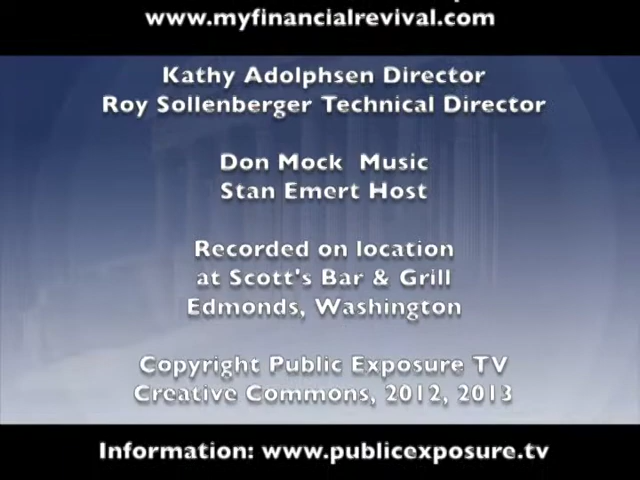 www.myfinancialrevival.com
Kathy Adolphsen Director
Roy Sollenberger Technical Director
Don Mock Music
Stan Emert Host
Recorded on location
at Scott's Bar & Grill
Edmonds, Washington
Copyright Public Exposure TV
Creative Commons, 2012, 2013
Information: www.publicexposure.tv